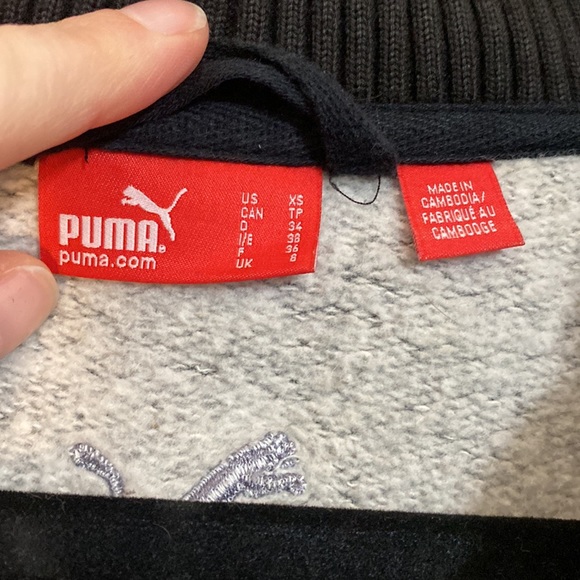 PUMA®
puma.com
US XS
CAN TP
D 34
I/E 38
F 36
UK 8
MADE IN
CAMBODIA/
FABRIQUÉ AU
CAMBODGE